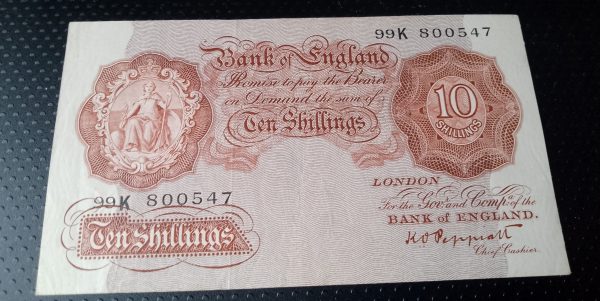 99K 800547
Bank of England
Promise to pay the Bearer
on Demand the sum of
Ten Shillings
10
SHILLINGS
99K 800547
Ten Shillings
LONDON
For the Gov.r and Comp.a of the
BANK OF ENGLAND.
K O Peppiatt
Chief Cashier.